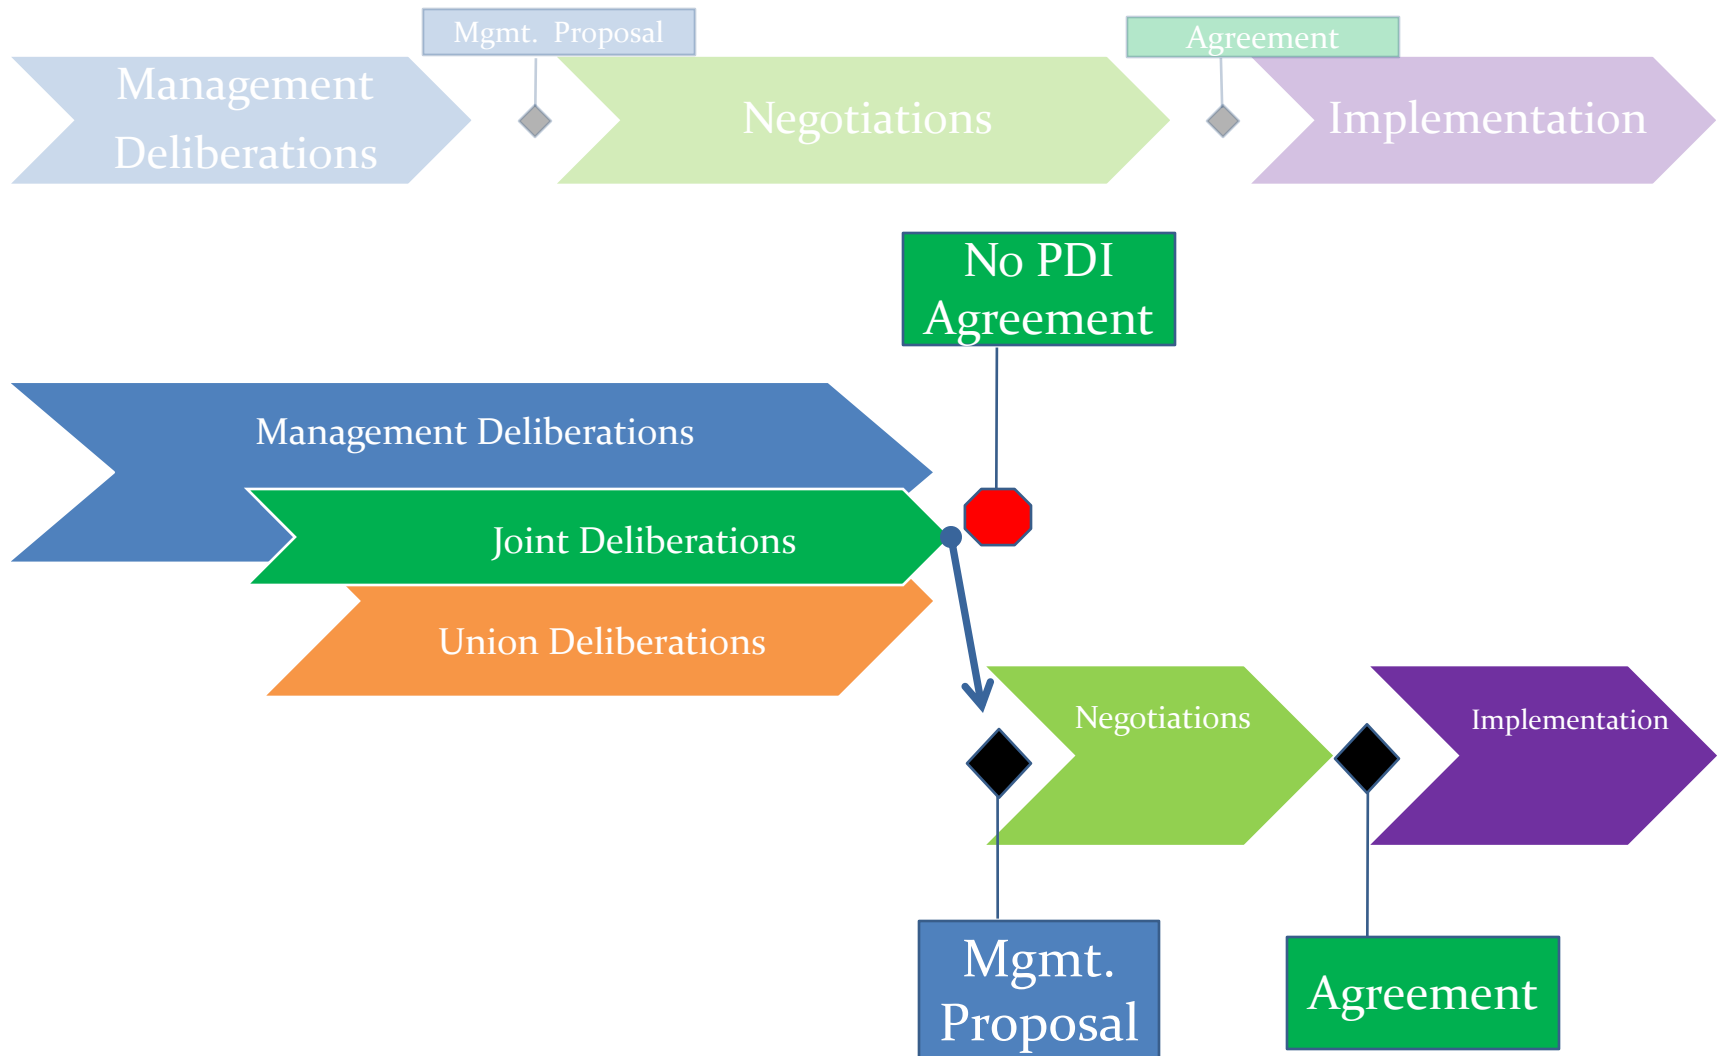 Mgmt.  Proposal
Agreement
Management
Deliberations
Negotiations
Implementation
No PDI
Agreement
Management Deliberations
Joint Deliberations
Union Deliberations
Negotiations
Implementation
Mgmt.
Proposal
Agreement